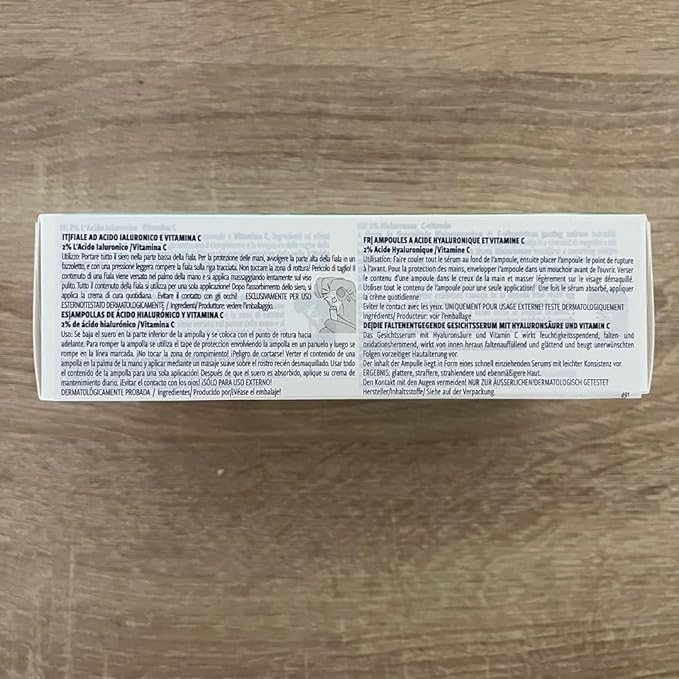 IT|FIALE AD ACIDO IALURONICO E VITAMINA C
2% L'Acido Ialuronico /Vitamina C
Utilizzo: Portare tutto il siero nella parte bassa della Fiala. Per la protezione delle mani, avvolgere la parte alta della Fiala in un
fazzoletto, e con una pressione leggera rompere la Fiala sulla riga tracciata. Non toccare la zona di rottura! Pericolo di taglio! Il
contenuto di una Fiala viene versato nel palmo della mano e si applica massaggiando lentamente sul viso
pulito. Tutto il contenuto della Fiala si utilizza per una sola applicazione! Dopo l'assorbimento dello siero, si
applica la crema di cura quotidiana. Evitare il contatto con gli occhi! ESCLUSIVAMENTE PER USO
ESTERNO!TESTATO DERMATOLOGICAMENTE / Ingredienti/ Produttore: vedere l'imballaggio.
ES|AMPOLLAS DE ÁCIDO HIALURÓNICO Y VITAMINA C
2% de ácido hialurónico /Vitamina C
Uso: Se baja el suero en la parte inferior de la ampolla y se coloca con el punto de rotura hacia
adelante. Para romper la ampolla se utiliza el tape de protección envolviendo la ampolla en un pañuelo y luego se
rompe en la línea marcada. ¡No tocar la zona de rompimiento! ¡Peligro de cortarse! Verter el contenido de una
ampolla en la palma de la mano y aplicar mediante un masaje suave sobre el rostro recién desmaquillado. Usar todo
el contenido de la ampolla para una sola aplicación! Después de que el suero es absorbido, aplique su crema de
mantenimiento diario. ¡Evitar el contacto con los ojos! ¡SÓLO PARA USO EXTERNO!
DERMATOLÓGICAMENTE PROBADA / Ingredientes/ Producido por/¡Véase el embalaje!
FR| AMPOULES A ACIDE HYALURONIQUE ET VITAMINE C
2% Acide Hyaluronique /Vitamine C
Utilisation: Faire couler tout le sérum au fond de l'ampoule, ensuite placer l'ampoule le point de rupture
à l'avant. Pour la protection des mains, envelopper l'ampoule dans un mouchoir avant de l'ouvrir. Verser
le contenu d'une ampoule dans le creux de la main et masser légèrement sur le visage démaquillé.
Utiliser tout le contenu de l'ampoule pour une seule application! Une fois le sérum absorbé, appliquer
la crème quotidienne!
Eviter le contact avec les yeux. UNIQUEMENT POUR USAGE EXTERNE! TESTE DERMATOLOGIQUEMENT
Ingrédients/ Producteur: voir l'emballage
DE|DIE FALTENENTGEGENDE GESICHTSSERUM MIT HYALURONSÄURE UND VITAMIN C
Das Gesichtsserum mit Hyaluronsäure und Vitamin C wirkt feuchtigkeitsspendend, falten- und
oxidationshemmend, wirkt von innen heraus faltenauffüllend und glättend und beugt unerwünschten
Folgen vorzeitiger Hautalterung vor.
Der Inhalt der Ampulle liegt in Form eines schnell einziehenden Serums mit leichter Konsistenz vor.
ERGEBNIS: glattere, straffere, strahlendere und ebenmäßigere Haut.
Den Kontakt mit den Augen vermeiden! NUR ZUR ÄUSSERLICHEN!DERMATOLOGISCH GETESTET
Hersteller/Inhaltsstoffe/ Siehe auf der Verpackung.
491